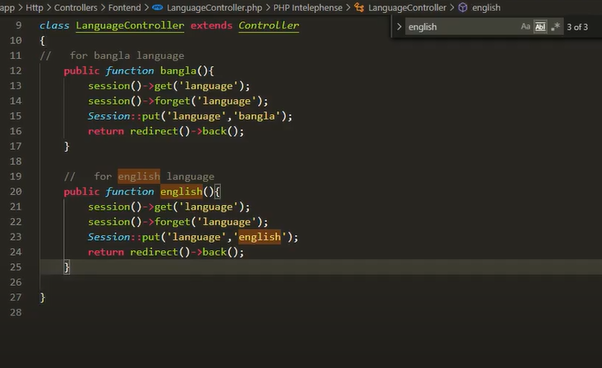 app > Http > Controllers > Fontend > LanguageController.php > PHP Intelephense > LanguageController > english
english Aa Ab .* 3 of 3
9 class LanguageController extends Controller
10 {
11 // for bangla language
12 public function bangla(){
13 session()->get('language');
14 session()->forget('language');
15 Session::put('language','bangla');
16 return redirect()->back();
17 }
18
19 // for english language
20 public function english(){
21 session()->get('language');
22 session()->forget('language');
23 Session::put('language','english');
24 return redirect()->back();
25 }
26
27 }
28